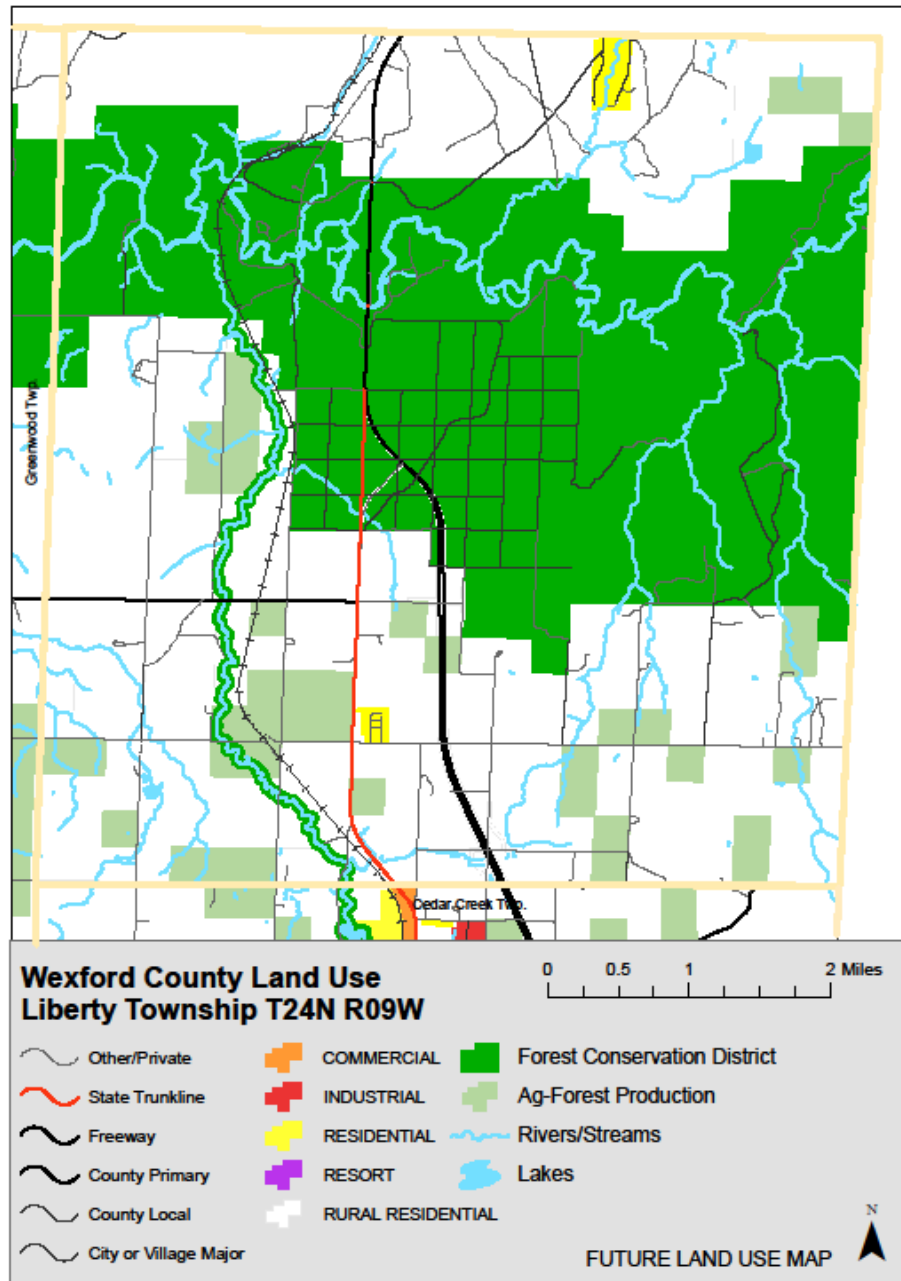 Greenwood Twp.
Cedar Creek Twp.
Wexford County Land Use
Liberty Township T24N R09W
0 0.5 1 2 Miles
Other/Private
State Trunkline
Freeway
County Primary
County Local
City or Village Major
COMMERCIAL
INDUSTRIAL
RESIDENTIAL
RESORT
RURAL RESIDENTIAL
Forest Conservation District
Ag-Forest Production
Rivers/Streams
Lakes
N
FUTURE LAND USE MAP